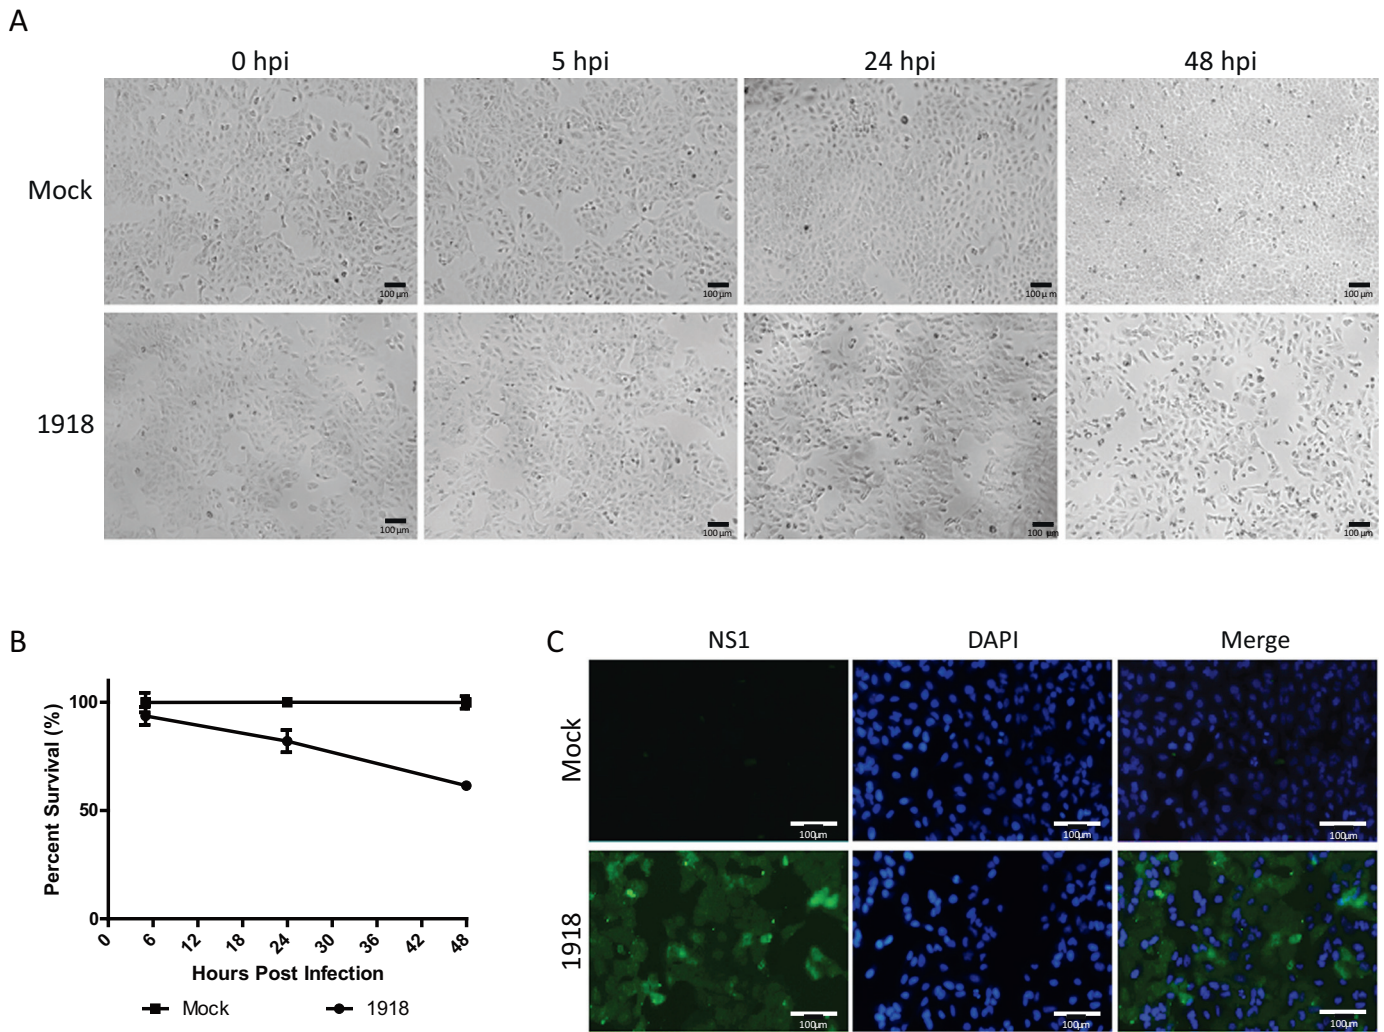 A
0 hpi 5 hpi 24 hpi 48 hpi
Mock
100 µm 100 µm 100 µ m 100 µm
1918
100 µm 100 µm 100 µm 100 µm
B
Percent Survival (%)
100
50
0
0 6 12 18 24 30 36 42 48
Hours Post Infection
Mock 1918
C
NS1 DAPI Merge
Mock
100µm 100µm 100µm
1918
100µm 100µm 100µm